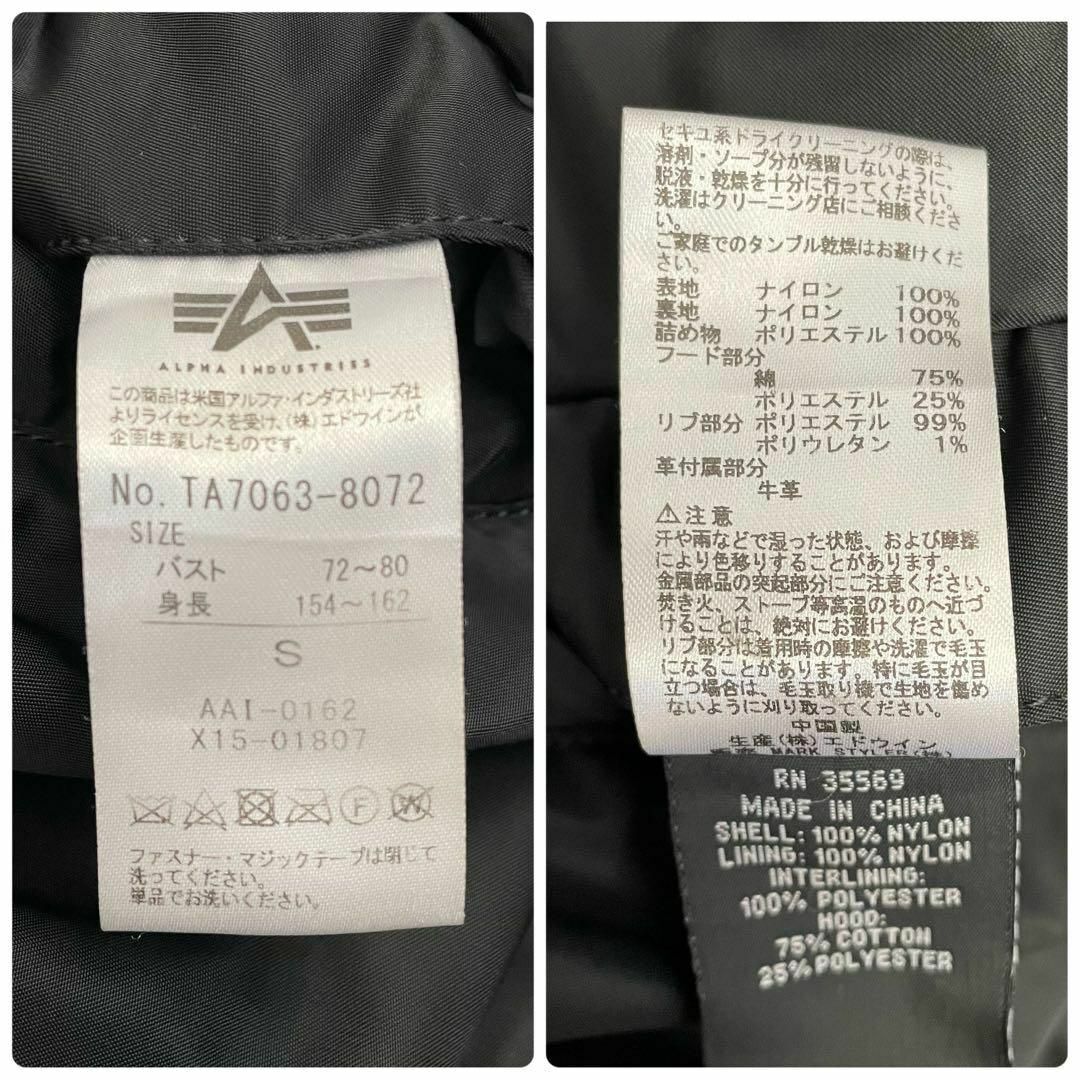 ALPHA INDUSTRIES
この商品は米国アルファ・インダストリーズ社
よりライセンスを受け、(株)エドウインが
企画生産したものです。
No. TA7063-8072
SIZE
バスト 72～80
身長 154～162
S
AAI-0162
X15-01807
F
W
ファスナー・マジックテープは閉じて
洗ってください。
単品でお洗いください。
セキユ系ドライクリーニングの際は、
溶剤・ソープ分が残留しないように、
脱液・乾燥を十分に行ってください。
洗濯はクリーニング店にご相談くださ
い。
ご家庭でのタンブル乾燥はお避けくだ
さい。
表地 ナイロン 100%
裏地 ナイロン 100%
詰め物 ポリエステル 100%
フード部分
綿 75%
ポリエステル 25%
リブ部分 ポリエステル 99%
ポリウレタン 1%
革付属部分
牛革
⚠注意
汗や雨などで湿った状態、および摩擦
により色移りすることがあります。
金属部品の突起部分にご注意ください。
焚き火、ストーブ等高温のものへ近づ
けることは、絶対にお避けください。
リブ部分は着用時の摩擦や洗濯で毛玉
になることがあります。特に毛玉が目
立つ場合は、毛玉取り機で生地を傷め
ないように刈り取ってください。
中国製
生産(株)エドウイン
MARK STYLER(株)
RN 35569
MADE IN CHINA
SHELL: 100% NYLON
LINING: 100% NYLON
INTERLINING:
100% POLYESTER
HOOD:
75% COTTON
25% POLYESTER